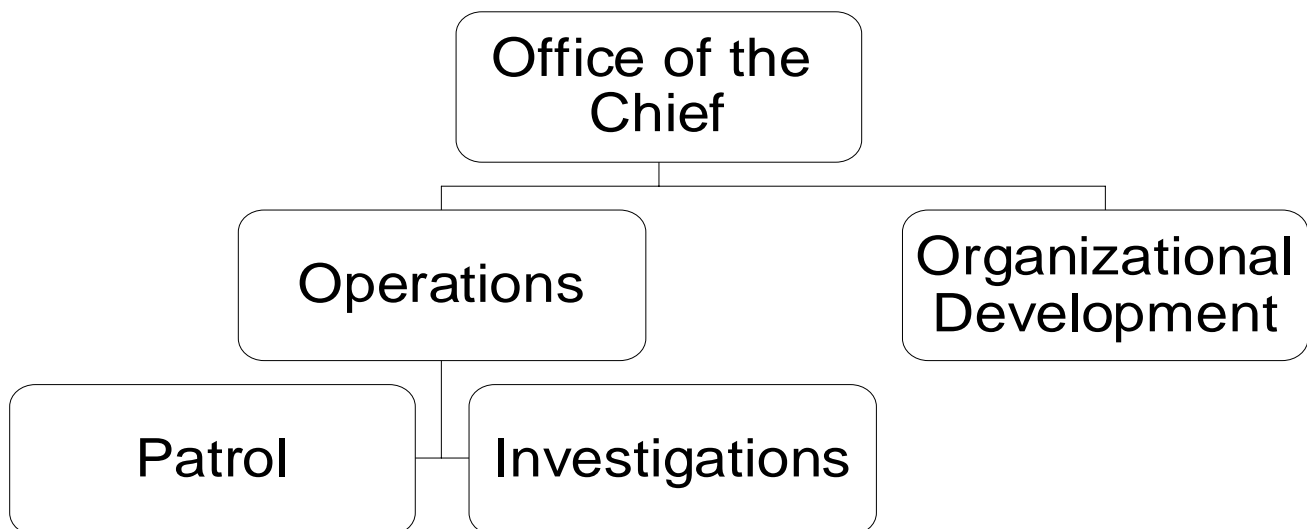 Office of the
Chief
Operations
Organizational
Development
Patrol
Investigations